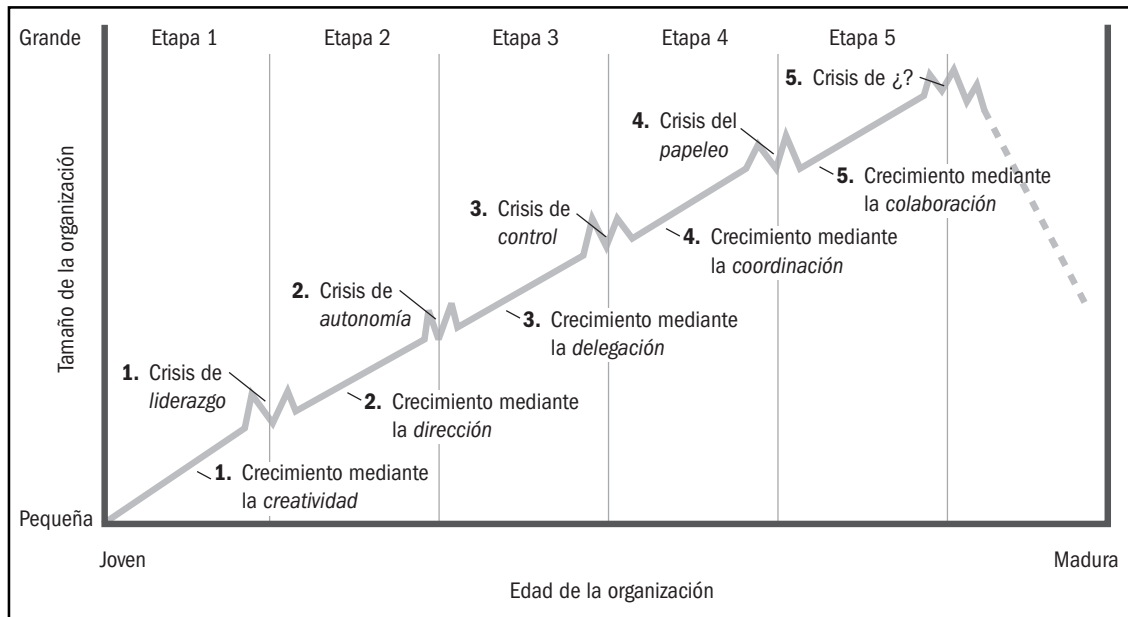 Grande
Etapa 1
Etapa 2
Etapa 3
Etapa 4
Etapa 5
5. Crisis de ¿?
4. Crisis del
papeleo
5. Crecimiento mediante
la colaboración
3. Crisis de
control
4. Crecimiento mediante
la coordinación
2. Crisis de
autonomía
3. Crecimiento mediante
la delegación
1. Crisis de
liderazgo
2. Crecimiento mediante
la dirección
1. Crecimiento mediante
la creatividad
Tamaño de la organización
Pequeña
Joven
Madura
Edad de la organización